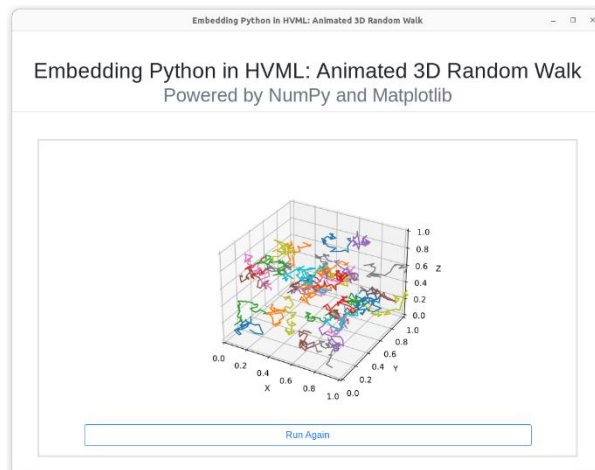 Embedding Python in HVML: Animated 3D Random Walk
Embedding Python in HVML: Animated 3D Random Walk
Powered by NumPy and Matplotlib
1.0
0.8
0.6
0.4
0.2
0.0
Z
0.0
0.2
0.4
0.6
0.8
1.0
X
0.0
0.2
0.4
0.6
0.8
1.0
Y
Run Again